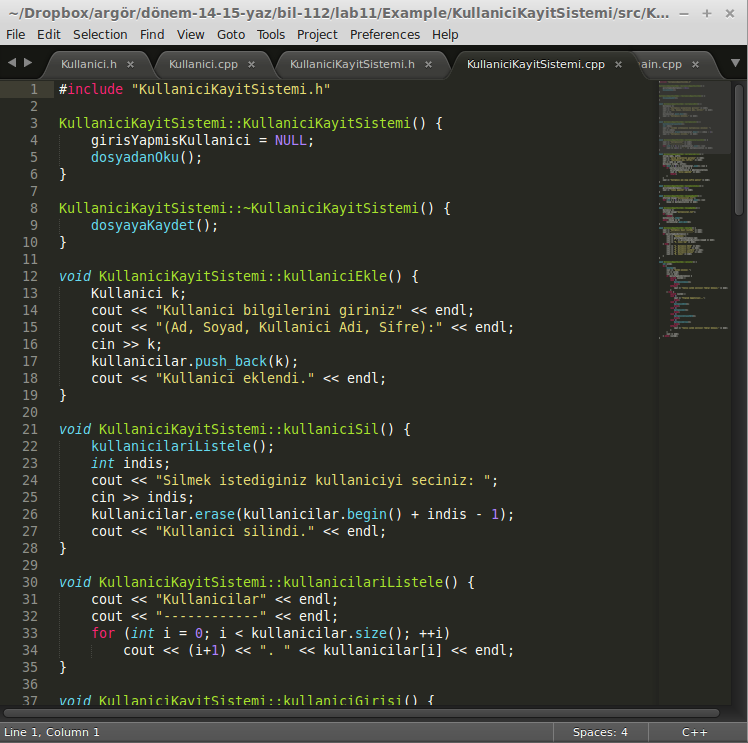 ~/Dropbox/argör/dönem-14-15-yaz/bil-112/lab11/Example/KullaniciKayitSistemi/src/K...
File Edit Selection Find View Goto Tools Project Preferences Help
Kullanici.h × Kullanici.cpp × KullaniciKayitSistemi.h × KullaniciKayitSistemi.cpp × ain.cpp ×
1 #include "KullaniciKayitSistemi.h"
2
3 KullaniciKayitSistemi::KullaniciKayitSistemi() {
4     girisYapmisKullanici = NULL;
5     dosyadanOku();
6 }
7
8 KullaniciKayitSistemi::~KullaniciKayitSistemi() {
9     dosyayaKaydet();
10 }
11
12 void KullaniciKayitSistemi::kullaniciEkle() {
13     Kullanici k;
14     cout << "Kullanici bilgilerini giriniz" << endl;
15     cout << "(Ad, Soyad, Kullanici Adi, Sifre):" << endl;
16     cin >> k;
17     kullanicilar.push_back(k);
18     cout << "Kullanici eklendi." << endl;
19 }
20
21 void KullaniciKayitSistemi::kullaniciSil() {
22     kullanicilariListele();
23     int indis;
24     cout << "Silmek istediginiz kullaniciyi seciniz: ";
25     cin >> indis;
26     kullanicilar.erase(kullanicilar.begin() + indis - 1);
27     cout << "Kullanici silindi." << endl;
28 }
29
30 void KullaniciKayitSistemi::kullanicilariListele() {
31     cout << "Kullanicilar" << endl;
32     cout << "------------" << endl;
33     for (int i = 0; i < kullanicilar.size(); ++i)
34         cout << (i+1) << ". " << kullanicilar[i] << endl;
35 }
36
37 void KullaniciKayitSistemi::kullaniciGirisi() {
Line 1, Column 1 Spaces: 4 C++